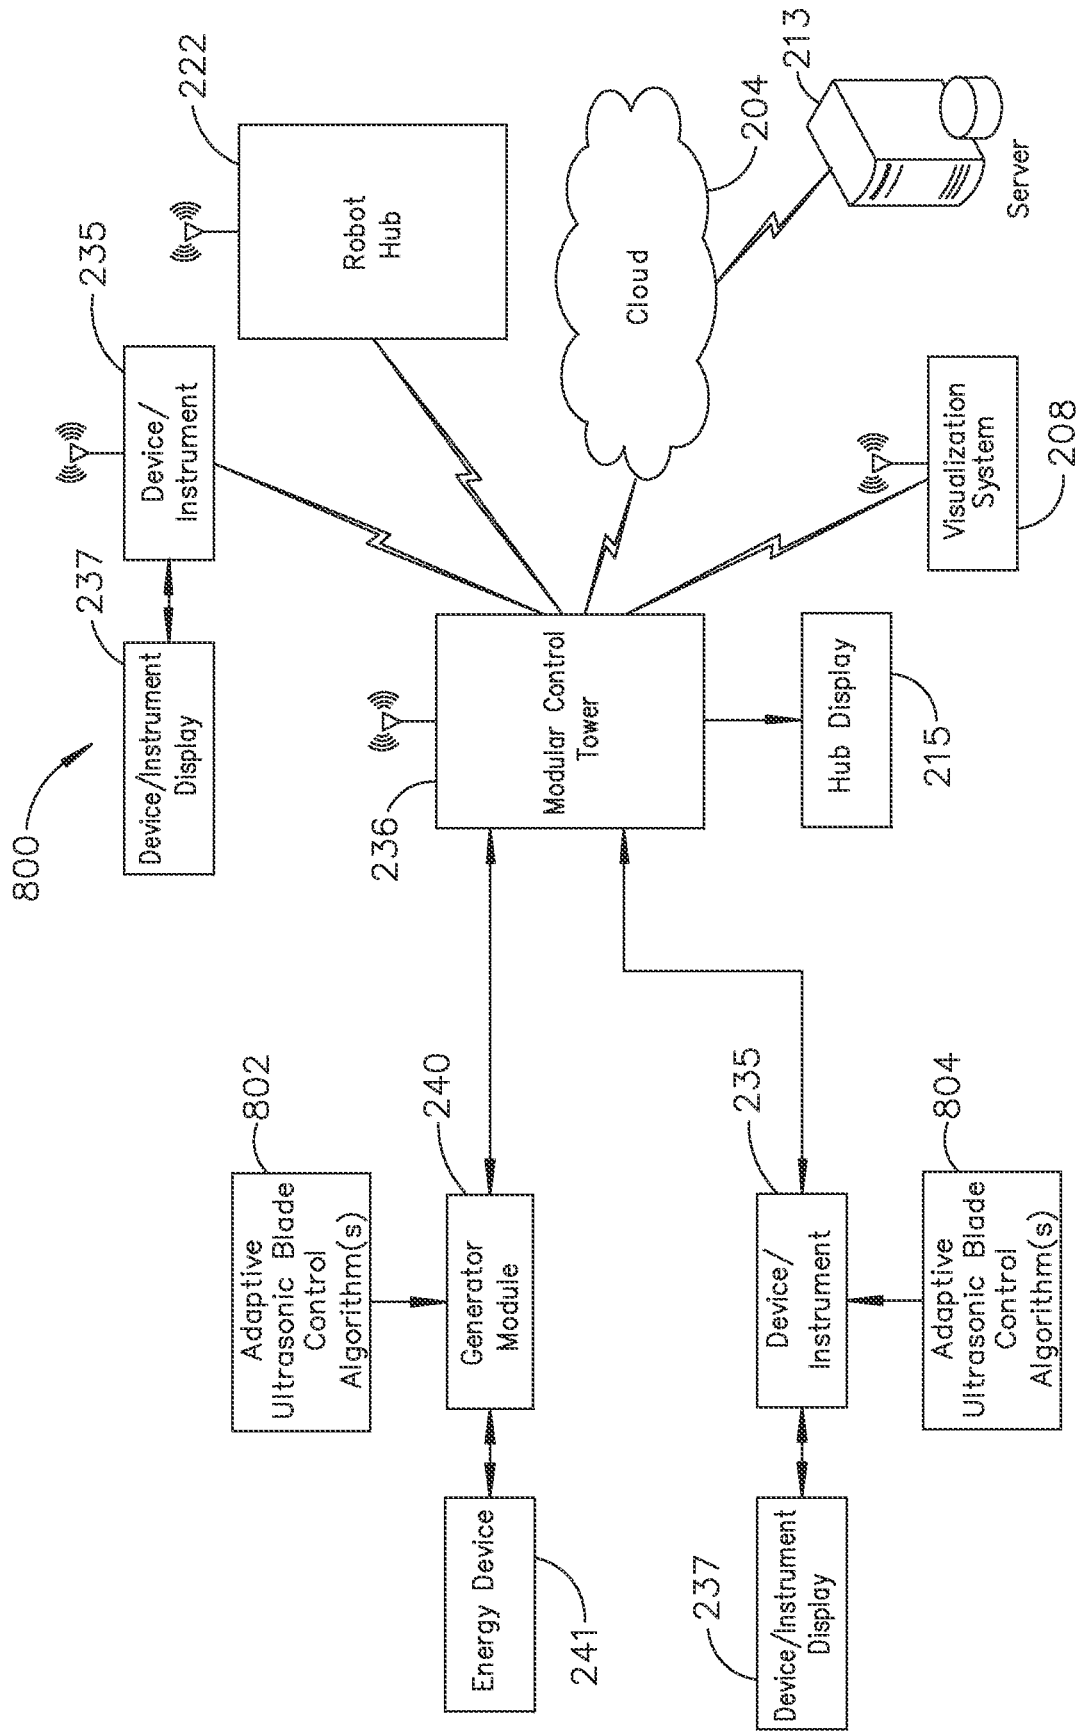 800
237
Device/Instrument
Display
235
Device/
Instrument
222
Robot
Hub
802
Adaptive
Ultrasonic Blade
Control
Algorithm(s)
241
Energy Device
240
Generator
Module
236
Modular Control
Tower
Cloud
204
213
Server
237
Device/Instrument
Display
235
Device/
Instrument
804
Adaptive
Ultrasonic Blade
Control
Algorithm(s)
215
Hub Display
208
Visualization
System